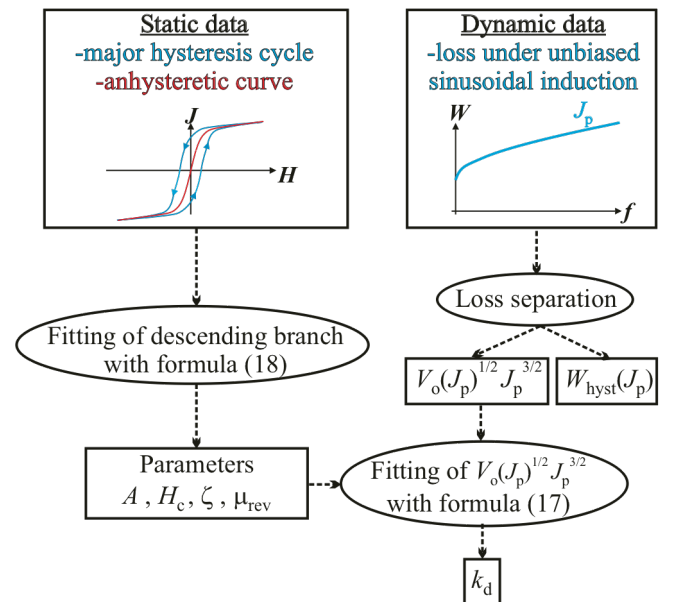 Static data
-major hysteresis cycle
-anhysteretic curve
J
H
Dynamic data
-loss under unbiased
sinusoidal induction
W
Jp
f
Fitting of descending branch
with formula (18)
Loss separation
Vo(Jp)^1/2 Jp^3/2
Whyst(Jp)
Parameters
A , Hc, ζ , μrev
Fitting of Vo(Jp)^1/2 Jp^3/2
with formula (17)
kd